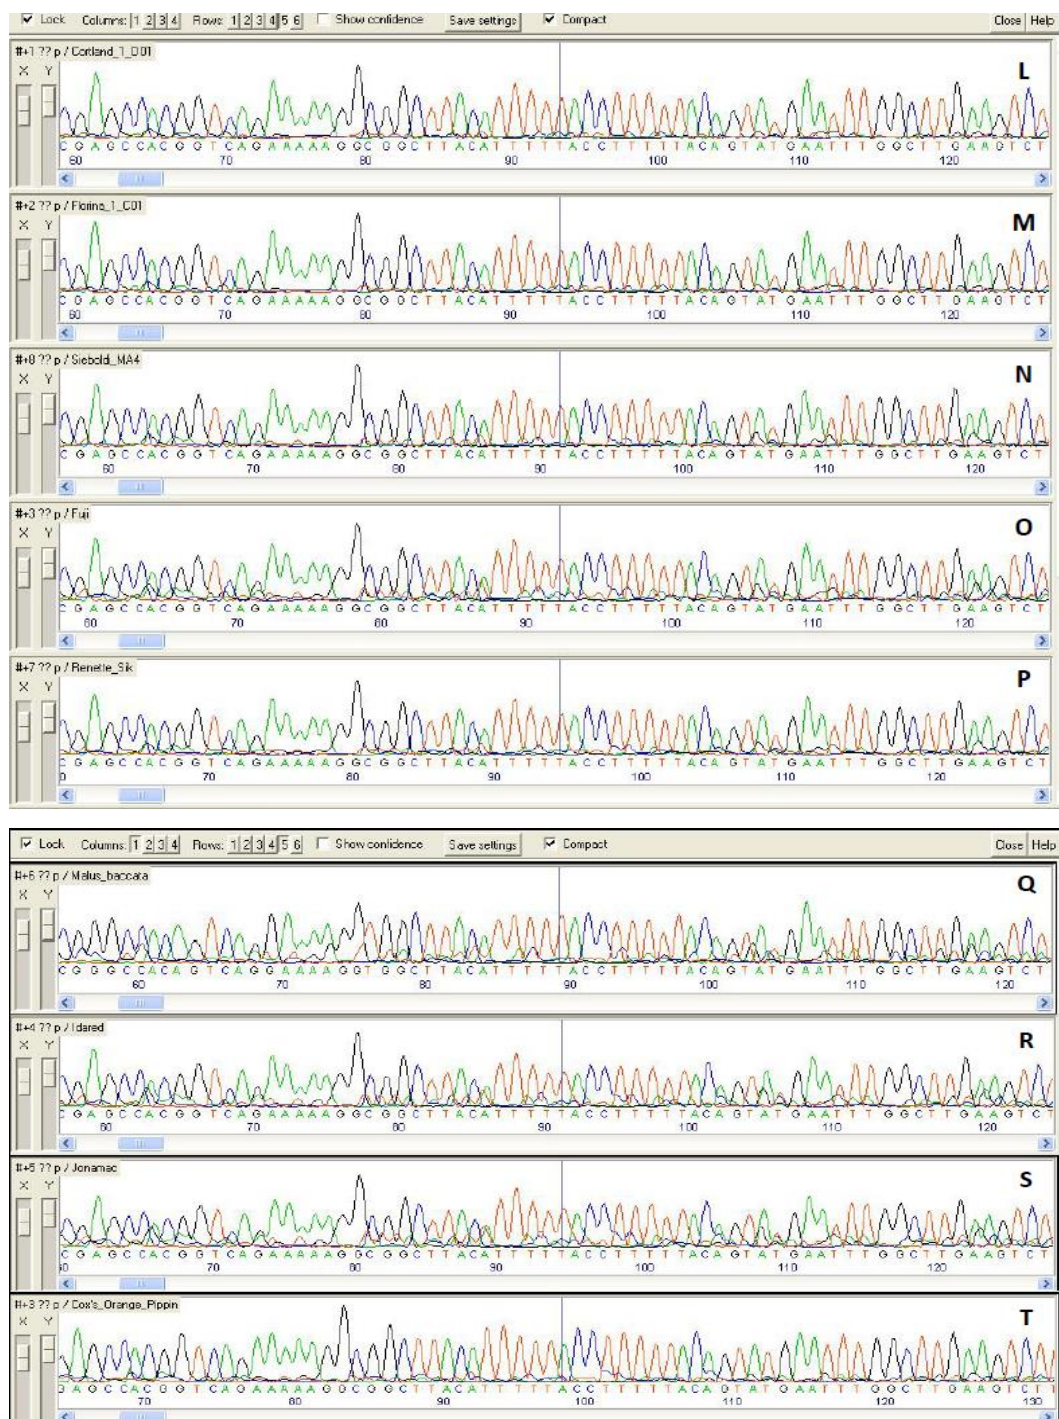 Lock Columns: 1 2 3 4 Rows: 1 2 3 4 5 6 Show confidence Save settings Compact Close Help
#+1 ?? p / Cortland_1_D01
X Y
L
C G A G C C A C G G T C A G A A A A A G G C G G C T T A C A T T T T T A C C T T T T T A C A G T A T G A A T T T G G C T T G A A G T C T
60 70 80 90 100 110 120
#+2 ?? p / Florina_1_C01
X Y
M
C G A G C C A C G G T C A G A A A A A G G C G G C T T A C A T T T T T A C C T T T T T A C A G T A T G A A T T T G G C T T G A A G T C T
60 70 80 90 100 110 120
#+8 ?? p / Sieboldi_MA4
X Y
N
C G A G C C A C G G T C A G A A A A A G G C G G C T T A C A T T T T T A C C T T T T T A C A G T A T G A A T T T G G C T T G A A G T C T
60 70 80 90 100 110 120
#+3 ?? p / Fuji
X Y
O
C G A G C C A C G G T C A G A A A A A G G C G G C T T A C A T T T T T A C C T T T T T A C A G T A T G A A T T T G G C T T G A A G T C T
60 70 80 90 100 110 120
#+7 ?? p / Renette_Sik
X Y
P
C G A G C C A C G G T C A G A A A A A G G C G G C T T A C A T T T T T A C C T T T T T A C A G T A T G A A T T T G G C T T G A A G T C T
0 70 80 90 100 110 120
Lock Columns: 1 2 3 4 Rows: 1 2 3 4 5 6 Show confidence Save settings Compact Close Help
#+6 ?? p / Malus_baccata
X Y
Q
C G G G C C A C A G T C A G G A A A A G G T G G C T T A C A T T T T T A C C T T T T T A C A G T A T G A A T T T G G C T T G A A G T C T
60 70 80 90 100 110 120
#+4 ?? p / Idared
X Y
R
C G A G C C A C G G T C A G A A A A A G G C G G C T T A C A T T T T T A C C T T T T T A C A G T A T G A A T T T G G C T T G A A G T C T
60 70 80 90 100 110 120
#+5 ?? p / Jonamac
X Y
S
C G A G C C A C G G T C A G A A A A A G G C G G C T T A C A T T T T T A C C T T T T T A C A G T A T G A A T T T G G C T T G A A G T C T
60 70 80 90 100 110 120
#+3 ?? p / Cox's_Orange_Pippin
X Y
T
G A G C C A C G G T C A G A A A A A G G C G G C T T A C A T T T T T A C C T T T T T A C A G T A T G A A T T T G G C T T G A A G T C T T
70 80 90 100 110 120 130